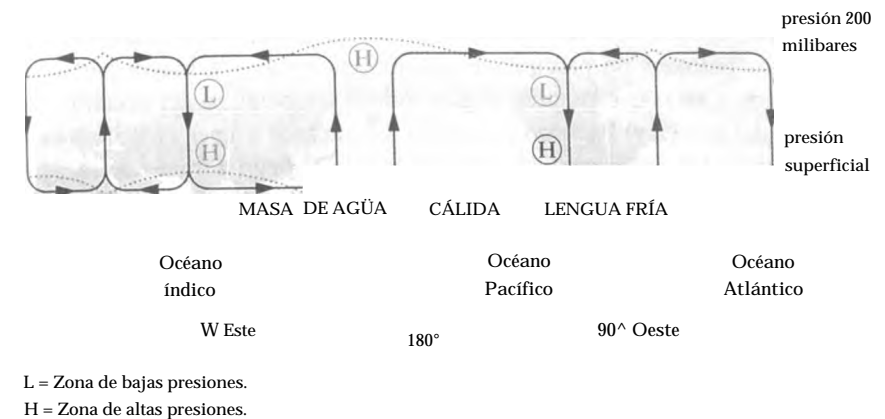 presión 200
milibares
H
L
L
H
H
presión
superficial
MASA DE AGÜA CÁLIDA LENGUA FRÍA
Océano
índico
Océano
Pacífico
Océano
Atlántico
W Este
180°
90^ Oeste
L = Zona de bajas presiones.
H = Zona de altas presiones.